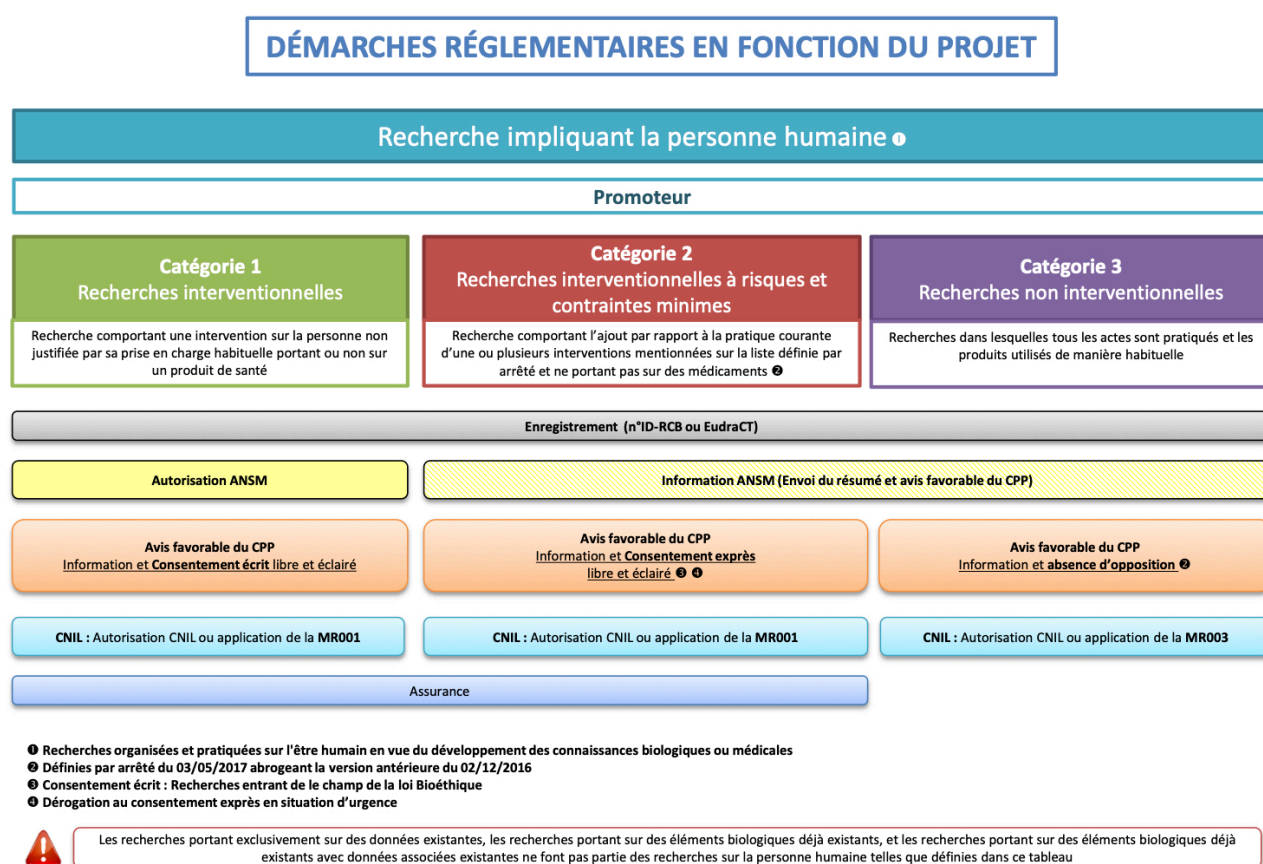 DÉMARCHES RÉGLEMENTAIRES EN FONCTION DU PROJET
Recherche impliquant la personne humaine ❶
Promoteur
Catégorie 1
Recherches interventionnelles
Recherche comportant une intervention sur la personne non
justifiée par sa prise en charge habituelle portant ou non sur
un produit de santé
Catégorie 2
Recherches interventionnelles à risques et
contraintes minimes
Recherche comportant l'ajout par rapport à la pratique courante
d'une ou plusieurs interventions mentionnées sur la liste définie par
arrêté et ne portant pas sur des médicaments ❷
Catégorie 3
Recherches non interventionnelles
Recherches dans lesquelles tous les actes sont pratiqués et les
produits utilisés de manière habituelle
Enregistrement (n°ID-RCB ou EudraCT)
Autorisation ANSM
Information ANSM (Envoi du résumé et avis favorable du CPP)
Avis favorable du CPP
Information et Consentement écrit libre et éclairé
Avis favorable du CPP
Information et Consentement exprès
libre et éclairé ❸ ❹
Avis favorable du CPP
Information et absence d'opposition ❷
CNIL : Autorisation CNIL ou application de la MR001
CNIL : Autorisation CNIL ou application de la MR001
CNIL : Autorisation CNIL ou application de la MR003
Assurance
❶ Recherches organisées et pratiquées sur l'être humain en vue du développement des connaissances biologiques ou médicales
❷ Définies par arrêté du 03/05/2017 abrogeant la version antérieure du 02/12/2016
❸ Consentement écrit : Recherches entrant de le champ de la loi Bioéthique
❹ Dérogation au consentement exprès en situation d'urgence
Les recherches portant exclusivement sur des données existantes, les recherches portant sur des éléments biologiques déjà existants, et les recherches portant sur des éléments biologiques déjà
existants avec données associées existantes ne font pas partie des recherches sur la personne humaine telles que définies dans ce tableau